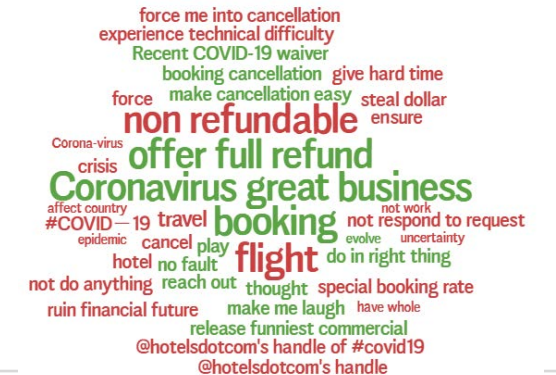 force me into cancellation
experience technical difficulty
Recent COVID-19 waiver
booking cancellation give hard time
force make cancellation easy steal dollar
non refundable ensure
Corona-virus offer full refund
crisis
Coronavirus great business
affect country not work
#COVID—19 travel booking not respond to request
epidemic cancel play evolve uncertainty
hotel no fault flight do in right thing
not do anything reach out thought special booking rate
ruin financial future make me laugh have whole
release funniest commercial
@hotelsdotcom's handle of #covid19
@hotelsdotcom's handle